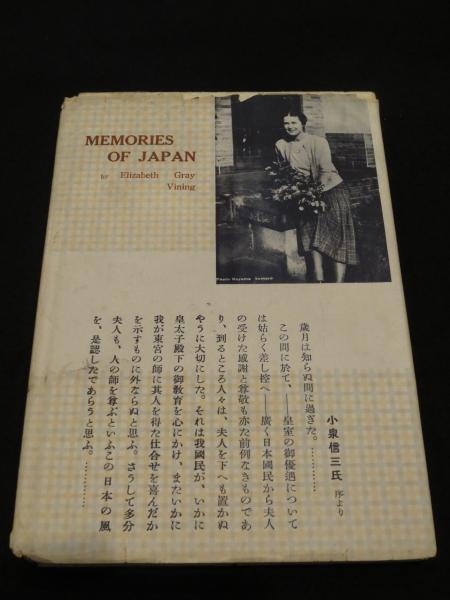 MEMORIES
OF JAPAN
by Elizabeth Gray
Vining
Photo Koyama
小泉信三氏 序より
歳月は知らぬ間に過ぎた。…………
この間に於て、――皇室の御優遇について
は姑らく差し控へ――廣く日本國民から夫人
の受けた感謝と尊敬も亦た前例なきものであ
り、到るところ人々は、夫人を下へも置かぬ
やうに大切にした。それは我國民が、いかに
皇太子殿下の御敎育を心にかけ、またいかに
我が東宮の師に其人を得た仕合せを喜んだか
を示すものに外ならぬと思ふ。さうして多分
夫人も、人の師を尊ぶといふこの日本の風
を、是認したであらうと思ふ。…………